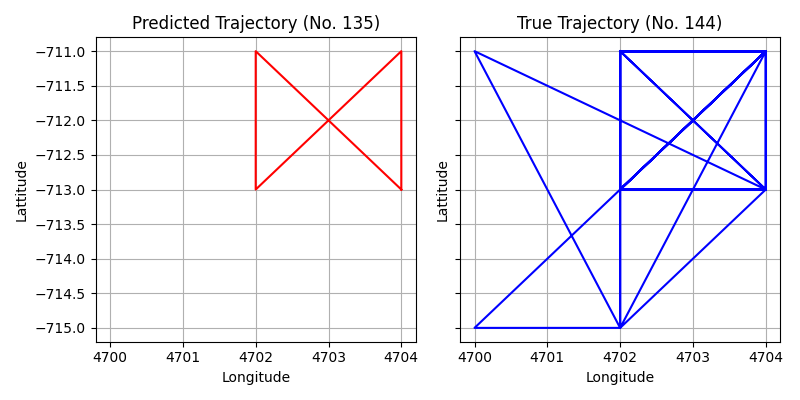 Predicted Trajectory (No. 135)
True Trajectory (No. 144)
Lattitude
−711.0
−711.5
−712.0
−712.5
−713.0
−713.5
−714.0
−714.5
−715.0
4700 4701 4702 4703 4704
Longitude
Lattitude
4700 4701 4702 4703 4704
Longitude